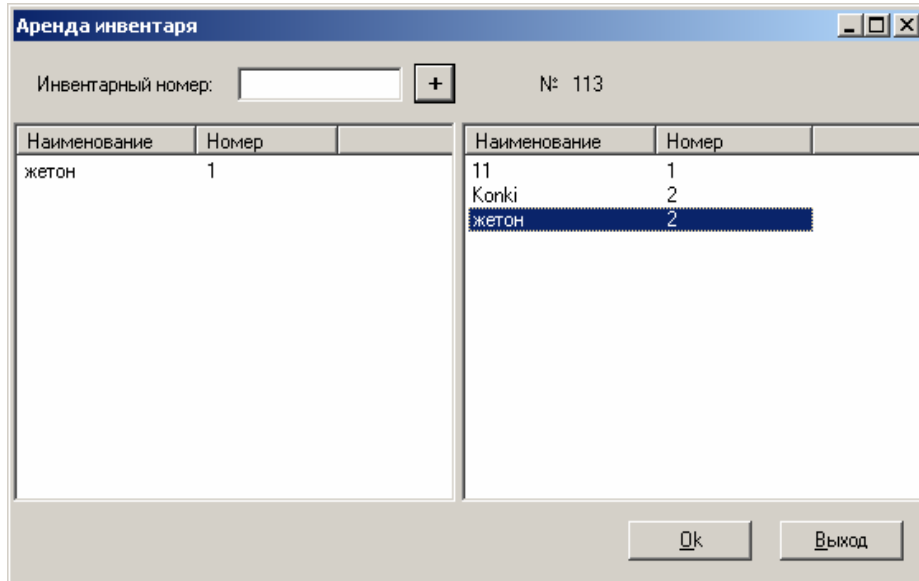 Аренда инвентаря
Инвентарный номер: + № 113
Наименование Номер Наименование Номер
жетон 1 11 1
Konki 2
жетон 2
Ok Выход